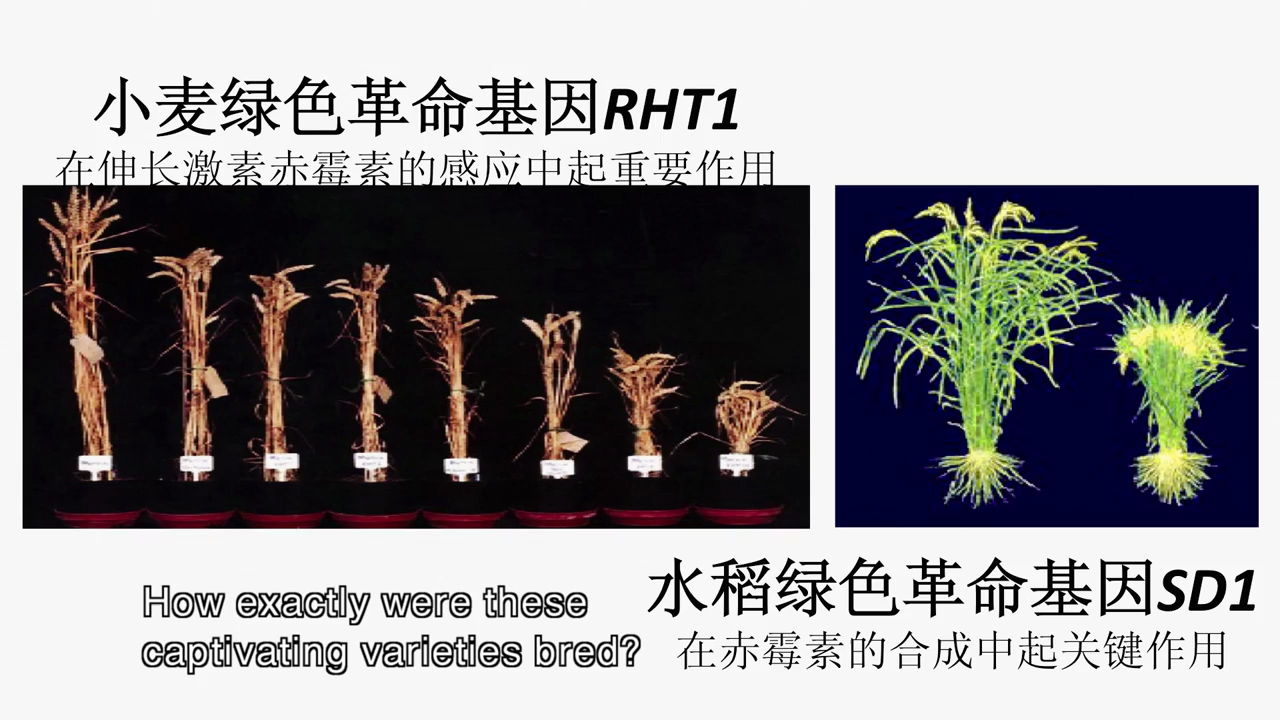 小麦绿色革命基因RHT1
在伸长激素赤霉素的感应中起重要作用
水稻绿色革命基因SD1
在赤霉素的合成中起关键作用
How exactly were these
captivating varieties bred?